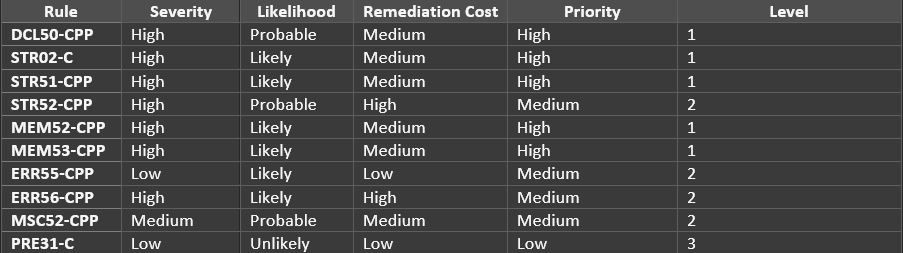 Rule Severity Likelihood Remediation Cost Priority Level
DCL50-CPP High Probable Medium High 1
STR02-C High Likely Medium High 1
STR51-CPP High Likely Medium High 1
STR52-CPP High Probable High Medium 2
MEM52-CPP High Likely Medium High 1
MEM53-CPP High Likely Medium High 1
ERR55-CPP Low Likely Low Medium 2
ERR56-CPP High Likely High Medium 2
MSC52-CPP Medium Probable Medium Medium 2
PRE31-C Low Unlikely Low Low 3